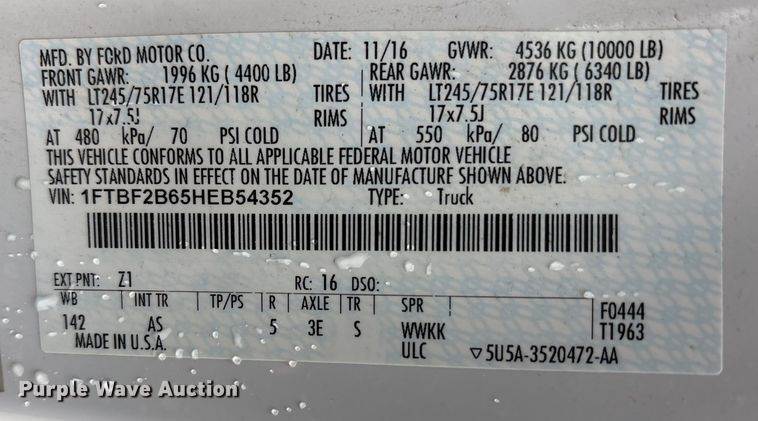 MFD. BY FORD MOTOR CO. DATE: 11/16 GVWR: 4536 KG (10000 LB)
FRONT GAWR: 1996 KG ( 4400 LB) REAR GAWR: 2876 KG ( 6340 LB)
WITH LT245/75R17E 121/118R TIRES WITH LT245/75R17E 121/118R TIRES
17x7.5J RIMS 17x7.5J RIMS
AT 480 kPa/ 70 PSI COLD AT 550 kPa/ 80 PSI COLD
THIS VEHICLE CONFORMS TO ALL APPLICABLE FEDERAL MOTOR VEHICLE
SAFETY STANDARDS IN EFFECT ON THE DATE OF MANUFACTURE SHOWN ABOVE.
VIN: 1FTBF2B65HEB54352 TYPE: Truck
EXT PNT: Z1 RC: 16 DSO:
WB INT TR TP/PS R AXLE TR SPR F0444
142 AS 5 3E S WWKK T1963
MADE IN U.S.A. ULC ▽5U5A-3520472-AA
Purple Wave Auction